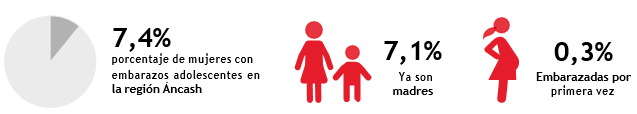 7,4%
porcentaje de mujeres con
embarazos adolescentes en
la región Áncash
7,1%
Ya son
madres
0,3%
Embarazadas por
primera vez